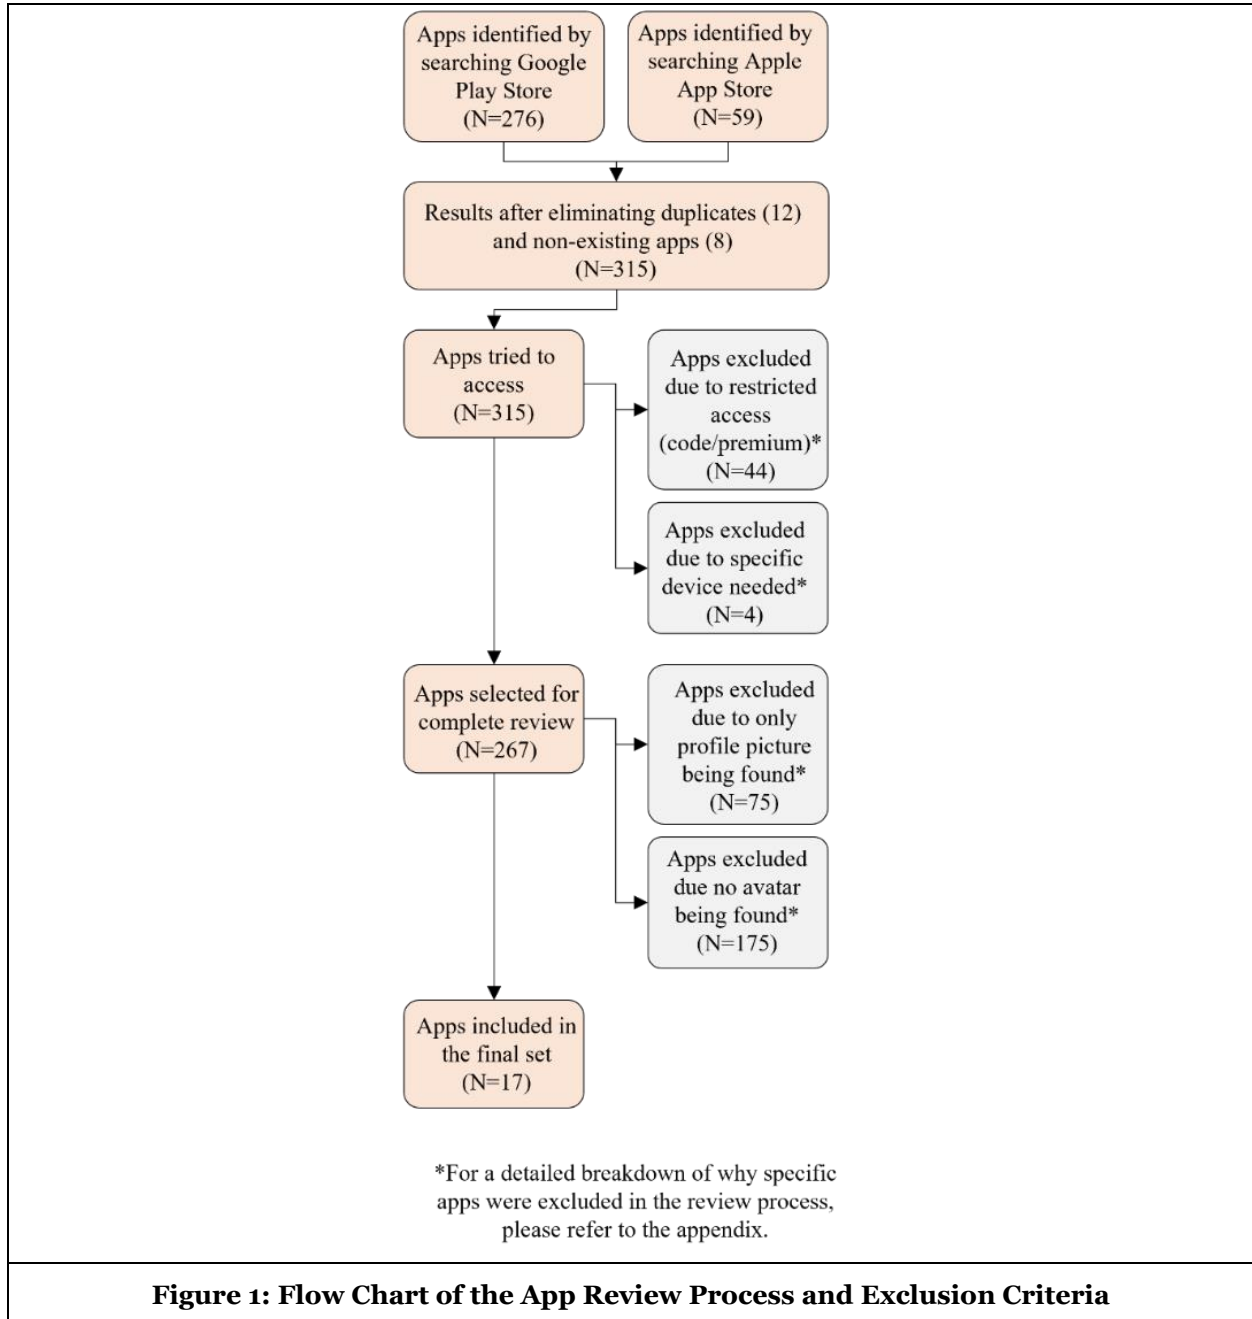 Apps identified by
searching Google
Play Store
(N=276)
Apps identified by
searching Apple
App Store
(N=59)
Results after eliminating duplicates (12)
and non-existing apps (8)
(N=315)
Apps tried to
access
(N=315)
Apps excluded
due to restricted
access
(code/premium)*
(N=44)
Apps excluded
due to specific
device needed*
(N=4)
Apps selected for
complete review
(N=267)
Apps excluded
due to only
profile picture
being found*
(N=75)
Apps excluded
due no avatar
being found*
(N=175)
Apps included in
the final set
(N=17)
*For a detailed breakdown of why specific
apps were excluded in the review process,
please refer to the appendix.
Figure 1: Flow Chart of the App Review Process and Exclusion Criteria